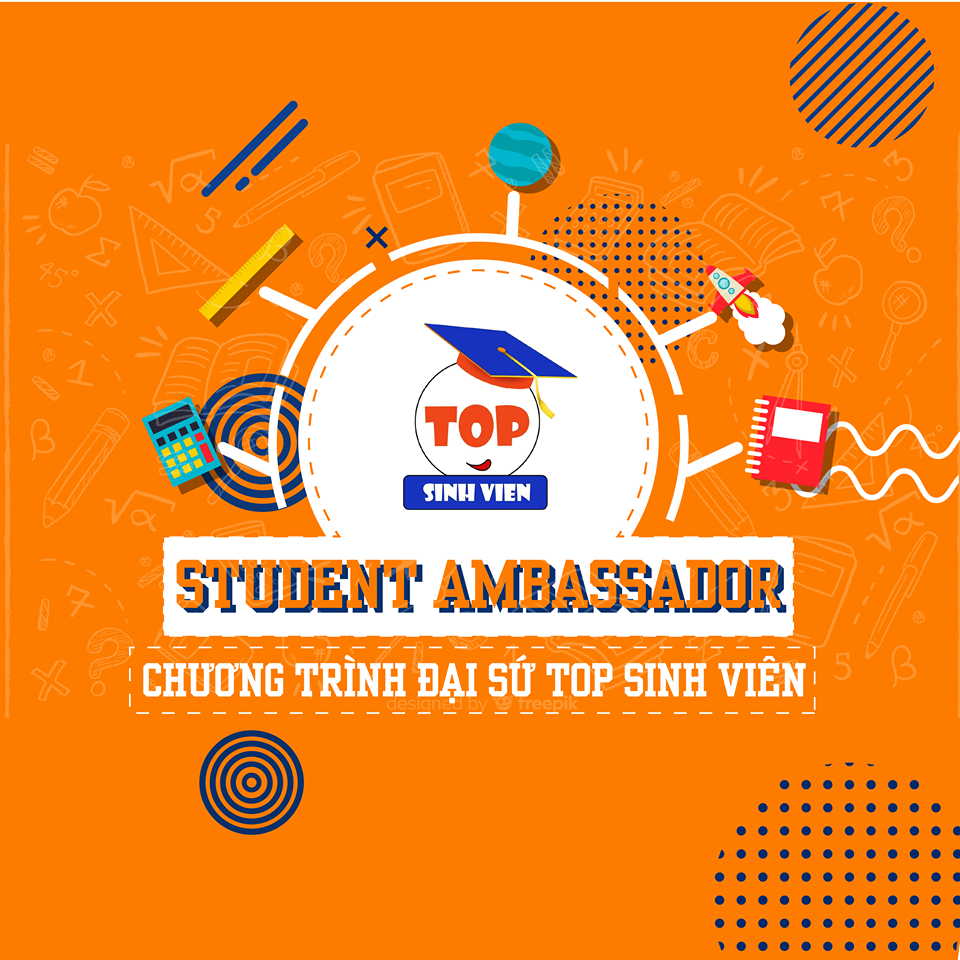 TOP
SINH VIEN
STUDENT AMBASSADOR
CHƯƠNG TRÌNH ĐẠI SỨ TOP SINH VIÊN
designed by freepik